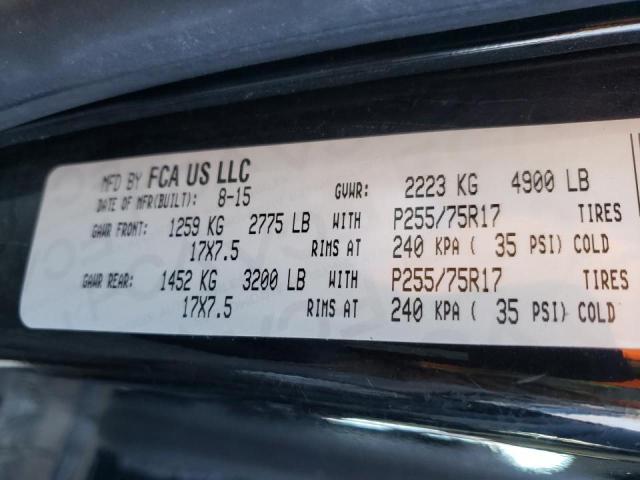 MFD BY FCA US LLC
DATE OF MFR(BUILT): 8-15 GVWR: 2223 KG 4900 LB
GAWR FRONT: 1259 KG 2775 LB WITH P255/75R17 TIRES
17X7.5 RIMS AT 240 KPA ( 35 PSI) COLD
GAWR REAR: 1452 KG 3200 LB WITH P255/75R17 TIRES
17X7.5 RIMS AT 240 KPA ( 35 PSI) COLD